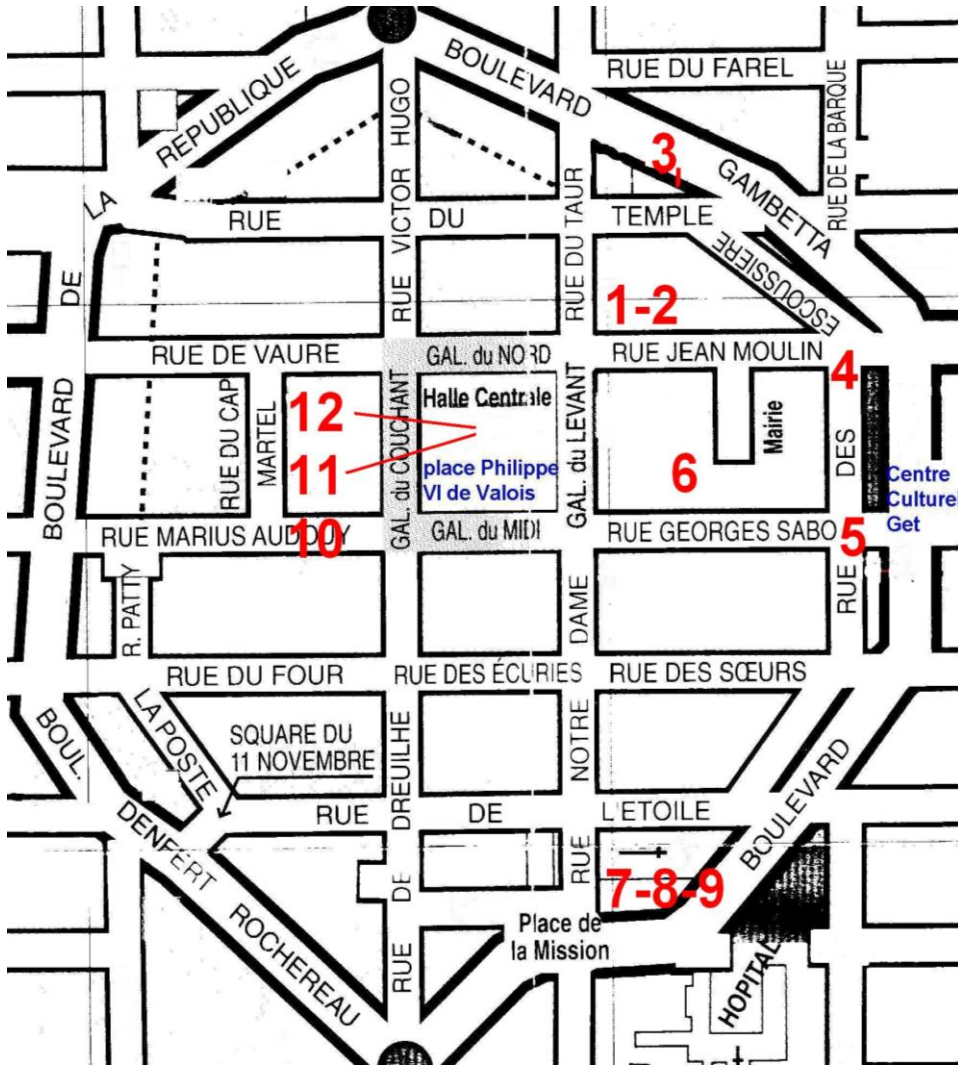 BOULEVARD
RUE DU FAREL
REPUBLIQUE
VICTOR HUGO
RUE DE LA BARQUE
3
GAMBETTA
LA
RUE
DU
RUE DU TAUR
TEMPLE
ESCOUSSIERE
DE
RUE
1-2
RUE DE VAURE
GAL. du NORD
RUE JEAN MOULIN
4
BOULEVARD
RUE DU CAP
MARTEL
12
GAL. du COUCHANT
Halle Centrale
GAL. du LEVANT
Mairie
DES
11
place Philippe
VI de Valois
6
Centre
Culturel
Get
RUE MARIUS AUDOUY
10
GAL. du MIDI
RUE GEORGES SABO
5
R. PATTY
DAME
RUE
RUE DU FOUR
RUE DES ÉCURIES
RUE DES SŒURS
BOUL.
LA POSTE
SQUARE DU
11 NOVEMBRE
DREUILHE
NOTRE
BOULEVARD
DENFERT
RUE
DE
L'ETOILE
RUE
7-8-9
ROCHEREAU
DE
Place de
la Mission
RUE
HOPITAL